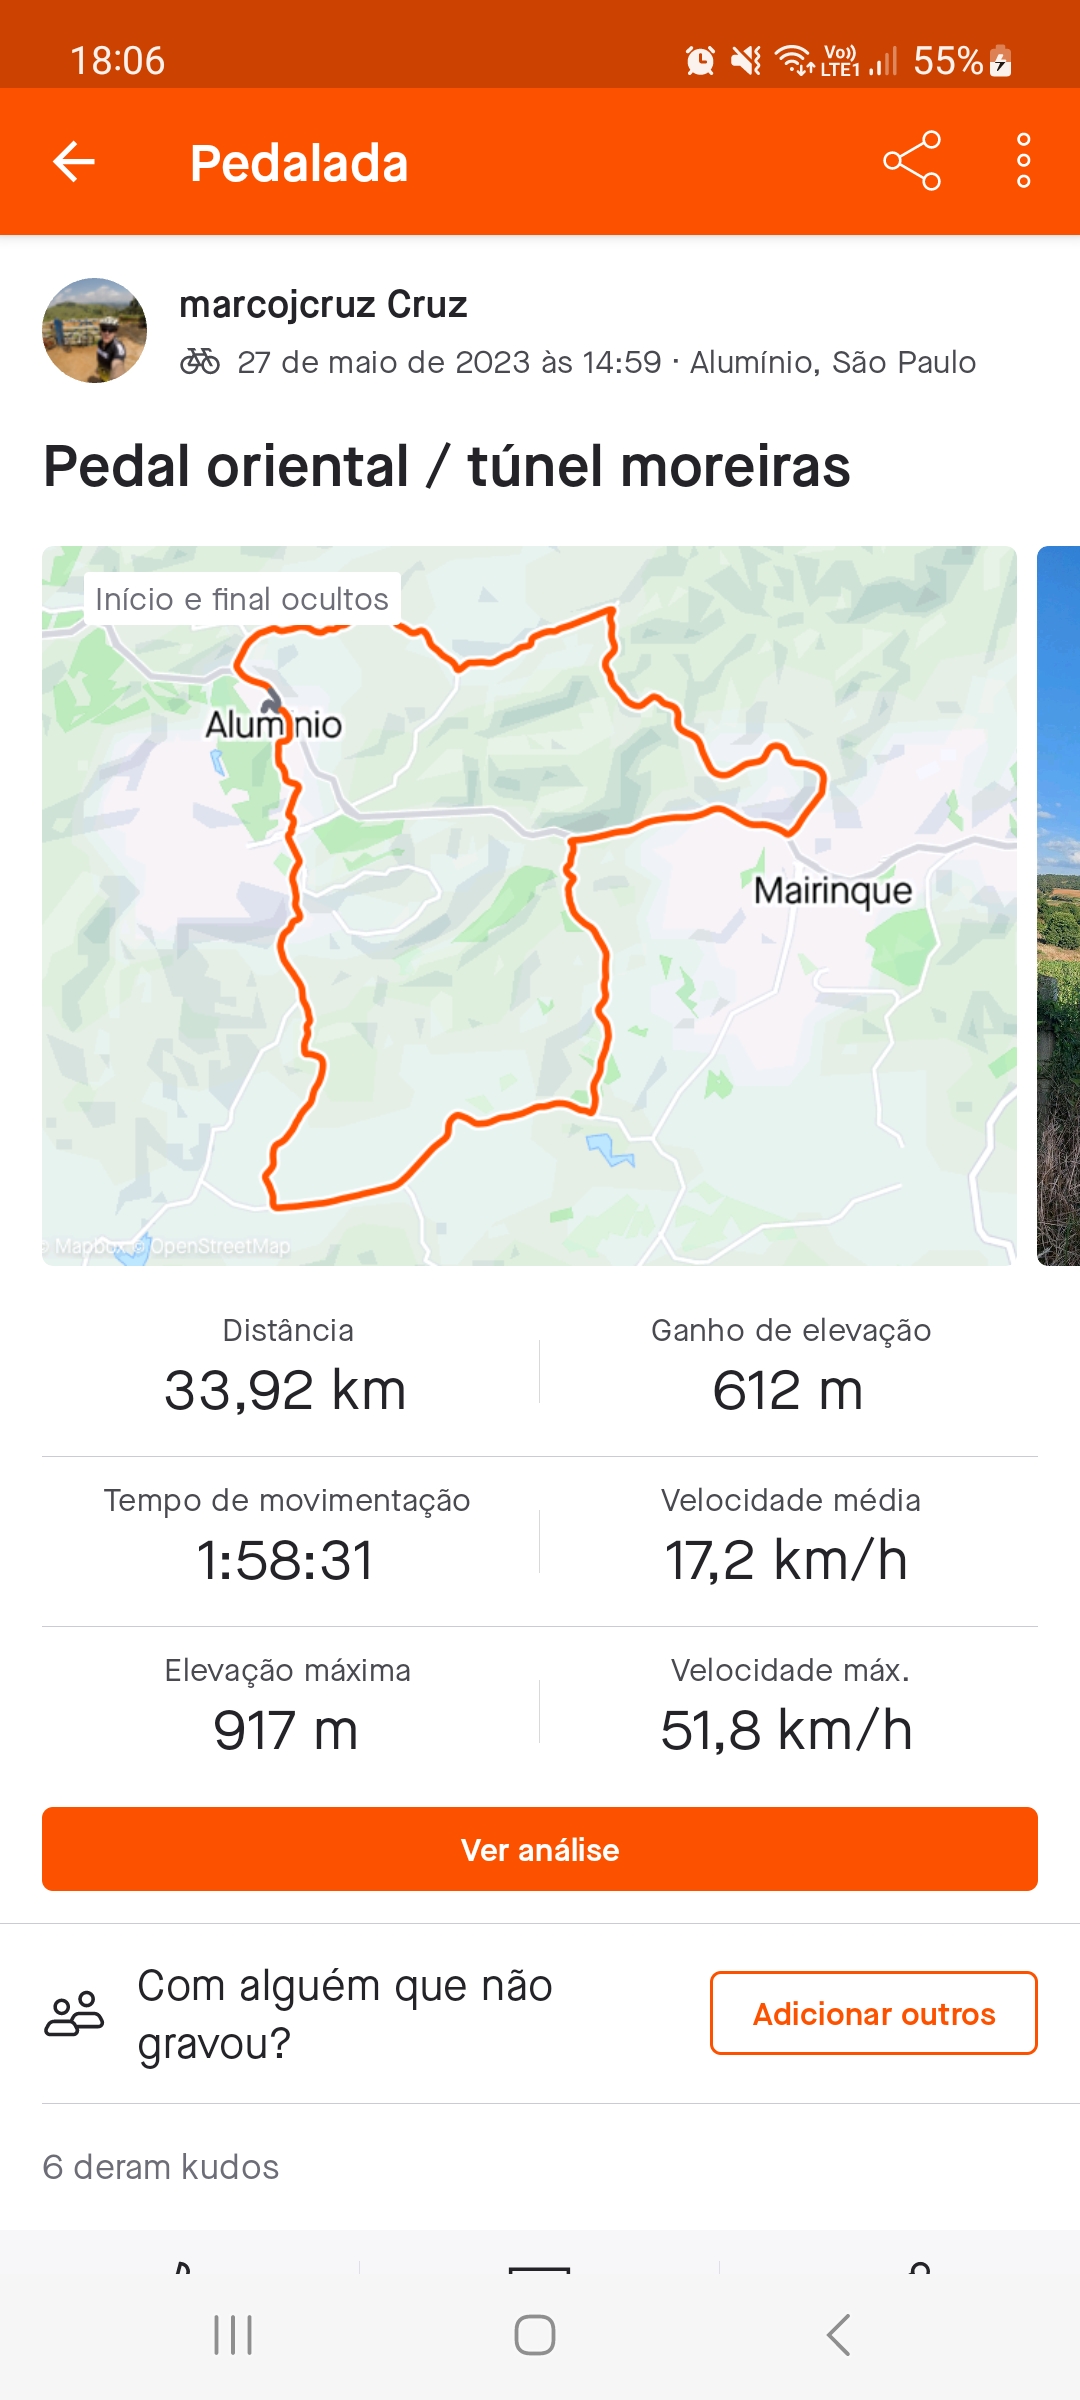 18:06
Vo))
LTE1
55%
Pedalada
marcojcruz Cruz
27 de maio de 2023 às 14:59 · Alumínio, São Paulo
Pedal oriental / túnel moreiras
Início e final ocultos
Alumínio
Mairinque
© Mapbox © OpenStreetMap
Distância
Ganho de elevação
33,92 km
612 m
Tempo de movimentação
Velocidade média
1:58:31
17,2 km/h
Elevação máxima
Velocidade máx.
917 m
51,8 km/h
Ver análise
Com alguém que não
gravou?
Adicionar outros
6 deram kudos